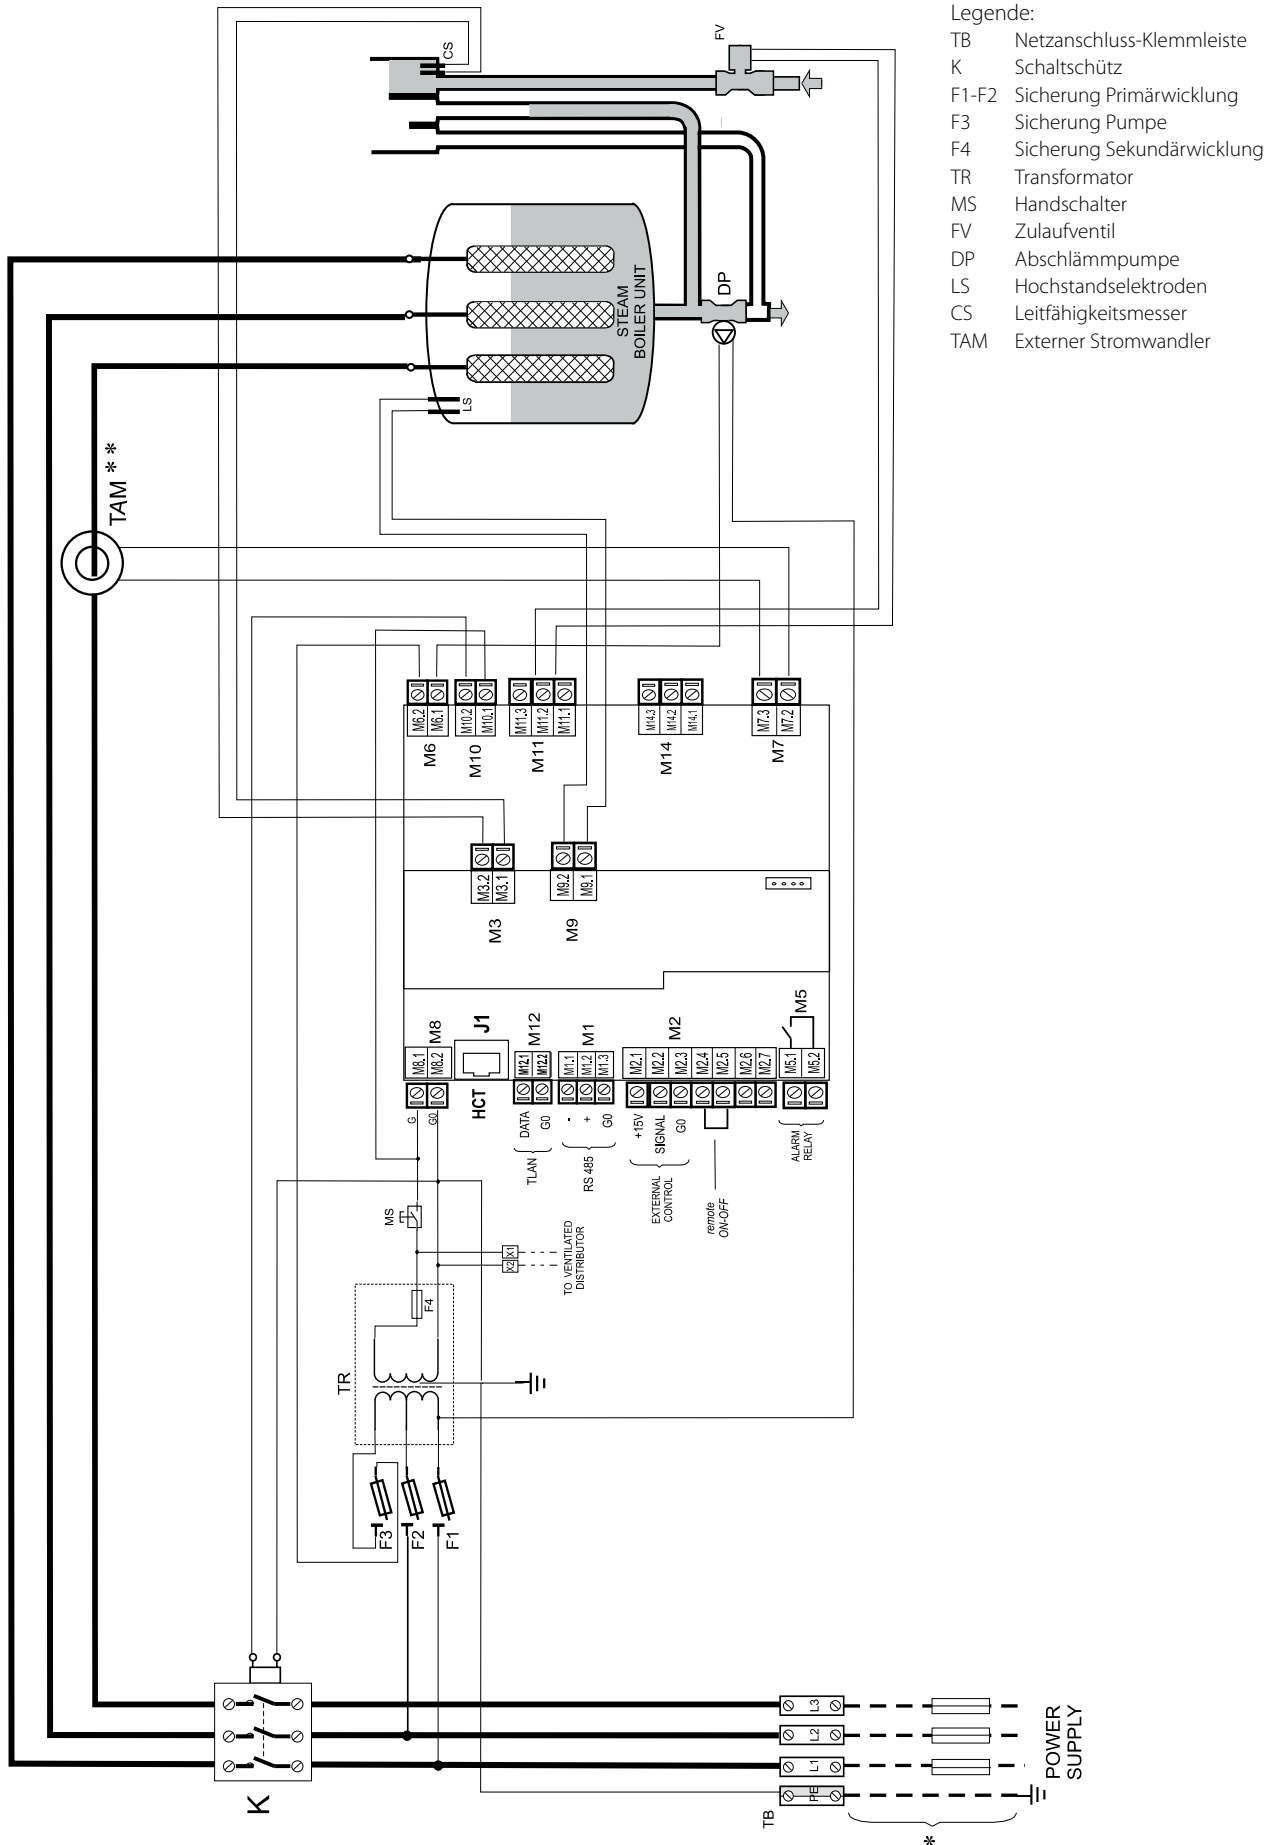 Legende:
TB Netzanschluss-Klemmleiste
K Schaltschütz
F1-F2 Sicherung Primärwicklung
F3 Sicherung Pumpe
F4 Sicherung Sekundärwicklung
TR Transformator
MS Handschalter
FV Zulaufventil
DP Abschlämmpumpe
LS Hochstandselektroden
CS Leitfähigkeitsmesser
TAM Externer Stromwandler
CS
FV
STEAM
BOILER UNIT
DP
LS
TAM **
M6.2
M6.1
M10.2
M10.1
M11.3
M11.2
M11.1
M14.3
M14.2
M14.1
M7.3
M7.2
M6
M10
M11
M14
M7
M3.2
M3.1
M9.2
M9.1
M3
M9
M8
J1
M12
M1
M2
M5
M8.1
M8.2
M12.1
M12.2
M1.1
M1.2
M1.3
M2.1
M2.2
M2.3
M2.4
M2.5
M2.6
M2.7
M5.1
M5.2
HCT
G
G0
DATA
G0
-
+
G0
+15V
SIGNAL
G0
TLAN
RS 485
EXTERNAL
CONTROL
remote
ON-OFF
ALARM
RELAY
MS
X1
X2
TO VENTILATED
DISTRIBUTOR
F4
TR
F3
F2
F1
K
L3
L2
L1
PE
TB
POWER
SUPPLY
*